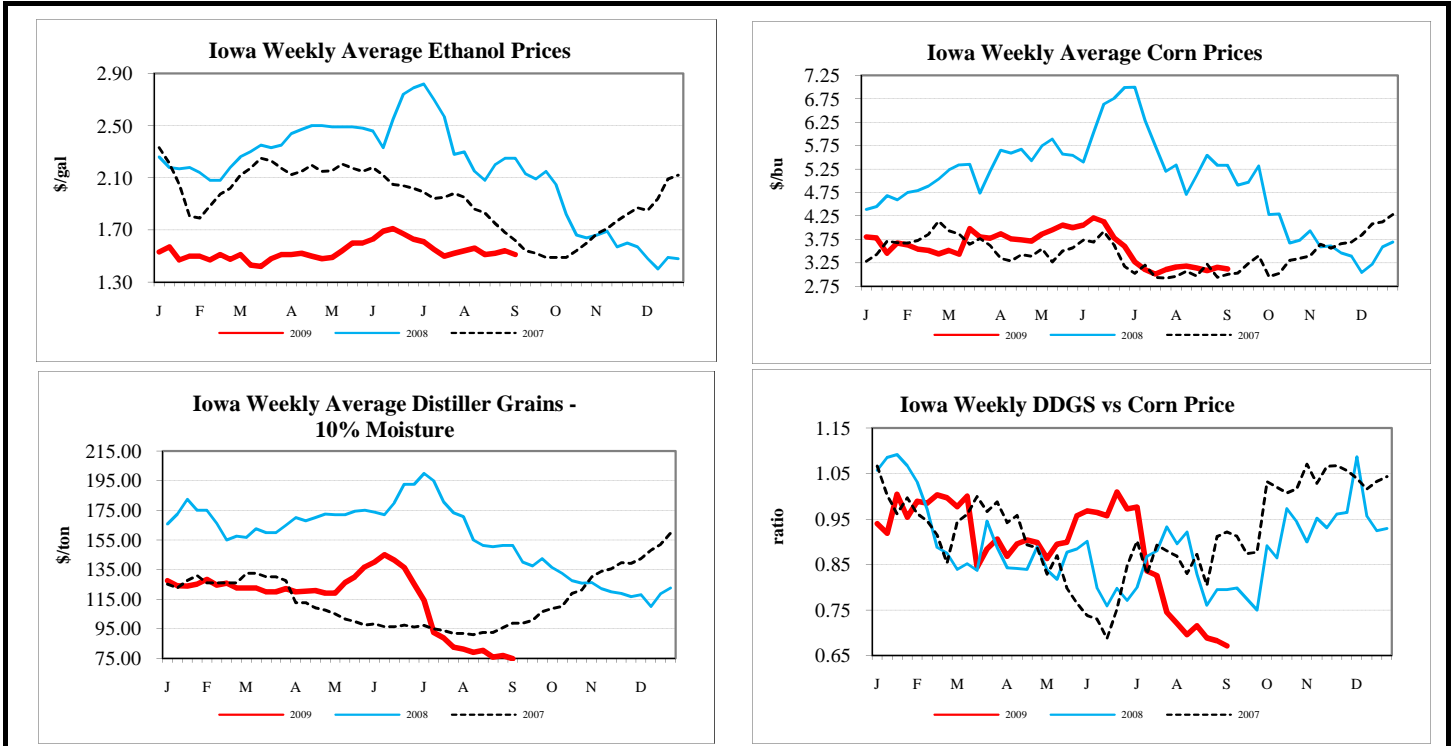 Iowa Weekly Average Ethanol Prices
2.90
2.50
2.10
1.70
1.30
$/gal
J F M A M J J A S O N D
2009 2008 2007
Iowa Weekly Average Corn Prices
7.25
6.75
6.25
5.75
5.25
4.75
4.25
3.75
3.25
2.75
$/bu
J F M A M J J A S O N D
2009 2008 2007
Iowa Weekly Average Distiller Grains -
10% Moisture
215.00
195.00
175.00
155.00
135.00
115.00
95.00
75.00
$/ton
J F M A M J J A S O N D
2009 2008 2007
Iowa Weekly DDGS vs Corn Price
1.15
1.05
0.95
0.85
0.75
0.65
ratio
J F M A M J J A S O N D
2009 2008 2007